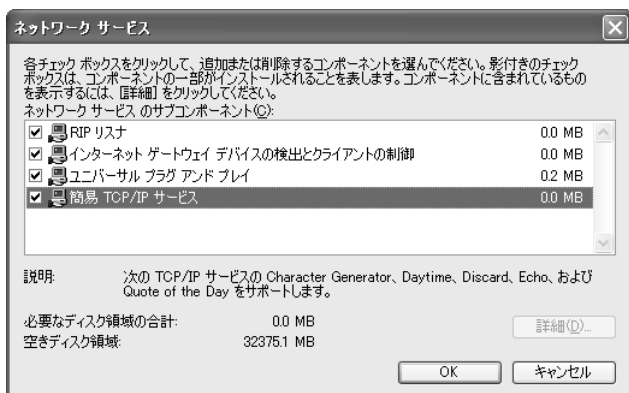 ネットワーク サービス
各チェック ボックスをクリックして、追加または削除するコンポーネントを選んでください。影付きのチェック
ボックスは、コンポーネントの一部がインストールされることを表します。コンポーネントに含まれているもの
を表示するには、[詳細] をクリックしてください。
ネットワーク サービス のサブコンポーネント(C):
RIP リスナ 0.0 MB
インターネット ゲートウェイ デバイスの検出とクライアントの制御 0.0 MB
ユニバーサル プラグ アンド プレイ 0.2 MB
簡易 TCP/IP サービス 0.0 MB
説明: 次の TCP/IP サービスの Character Generator、Daytime、Discard、Echo、および
Quote of the Day をサポートします。
必要なディスク領域の合計: 0.0 MB
空きディスク領域: 32375.1 MB
詳細(D)...
OK キャンセル